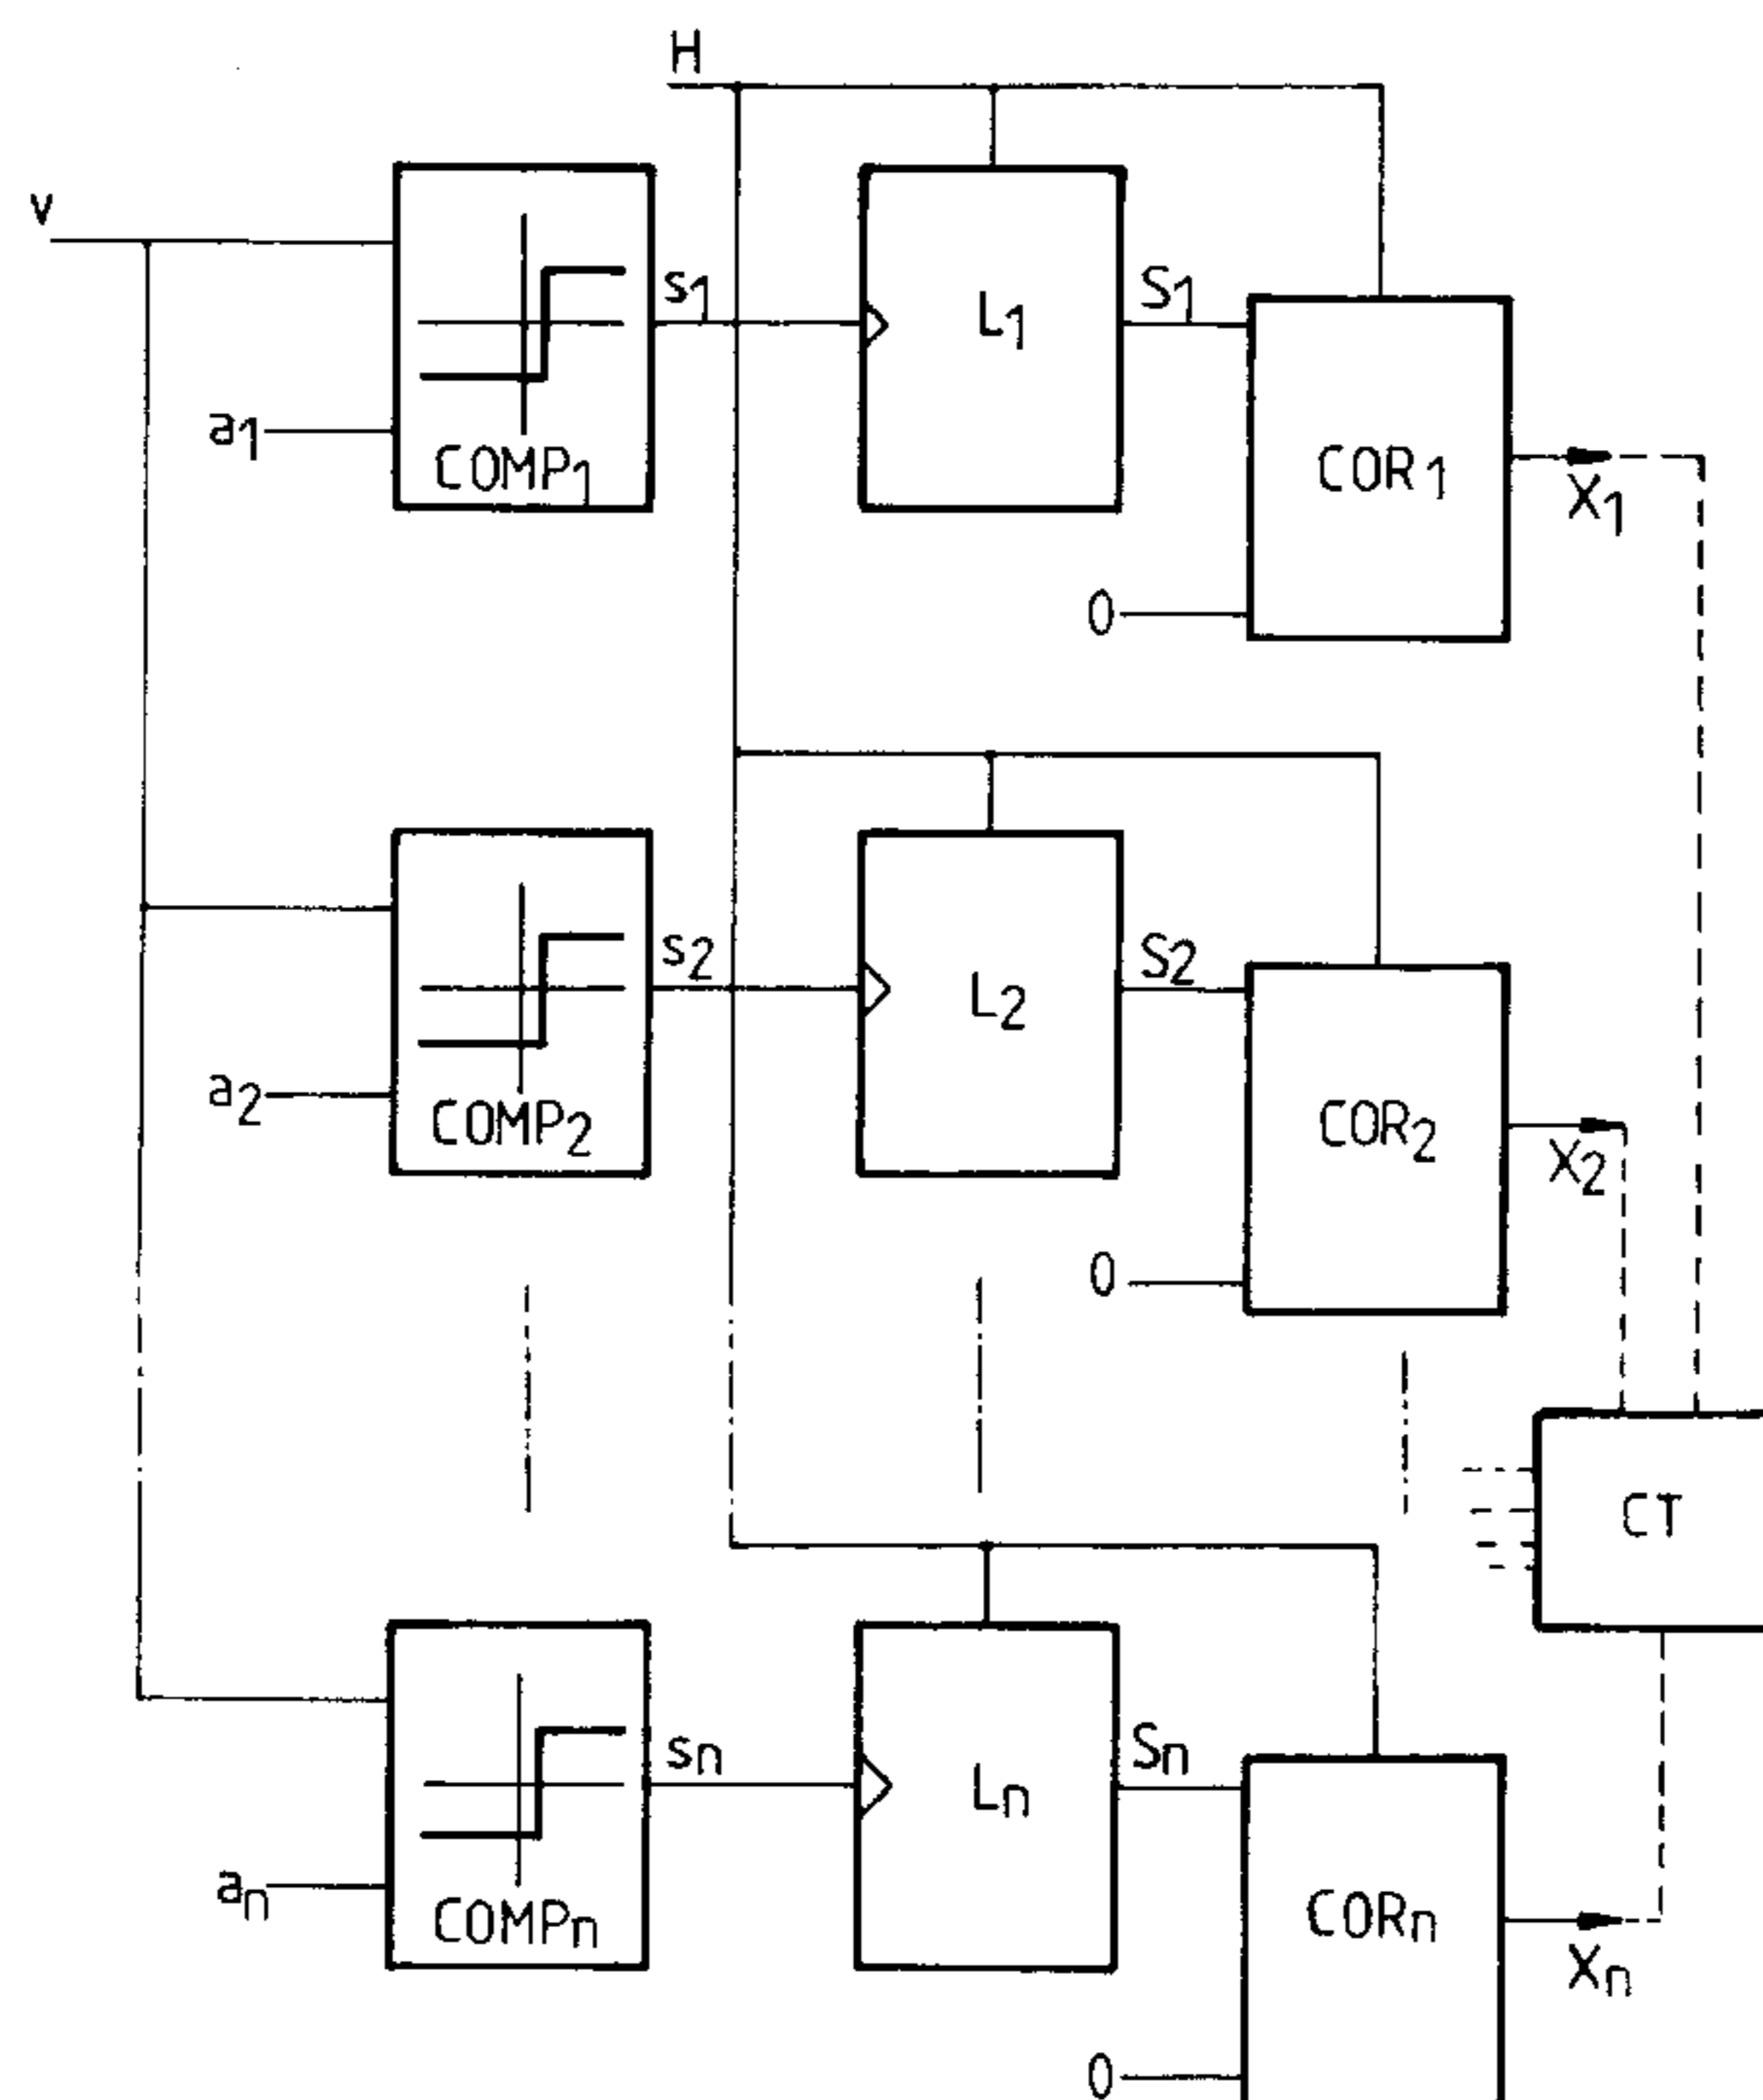 H
v
s1
S1
L1
a1
COMP1
COR1
X1
0
s2
S2
L2
a2
COMP2
COR2
X2
0
CT
sn
Sn
Ln
an
COMPn
CORn
Xn
0